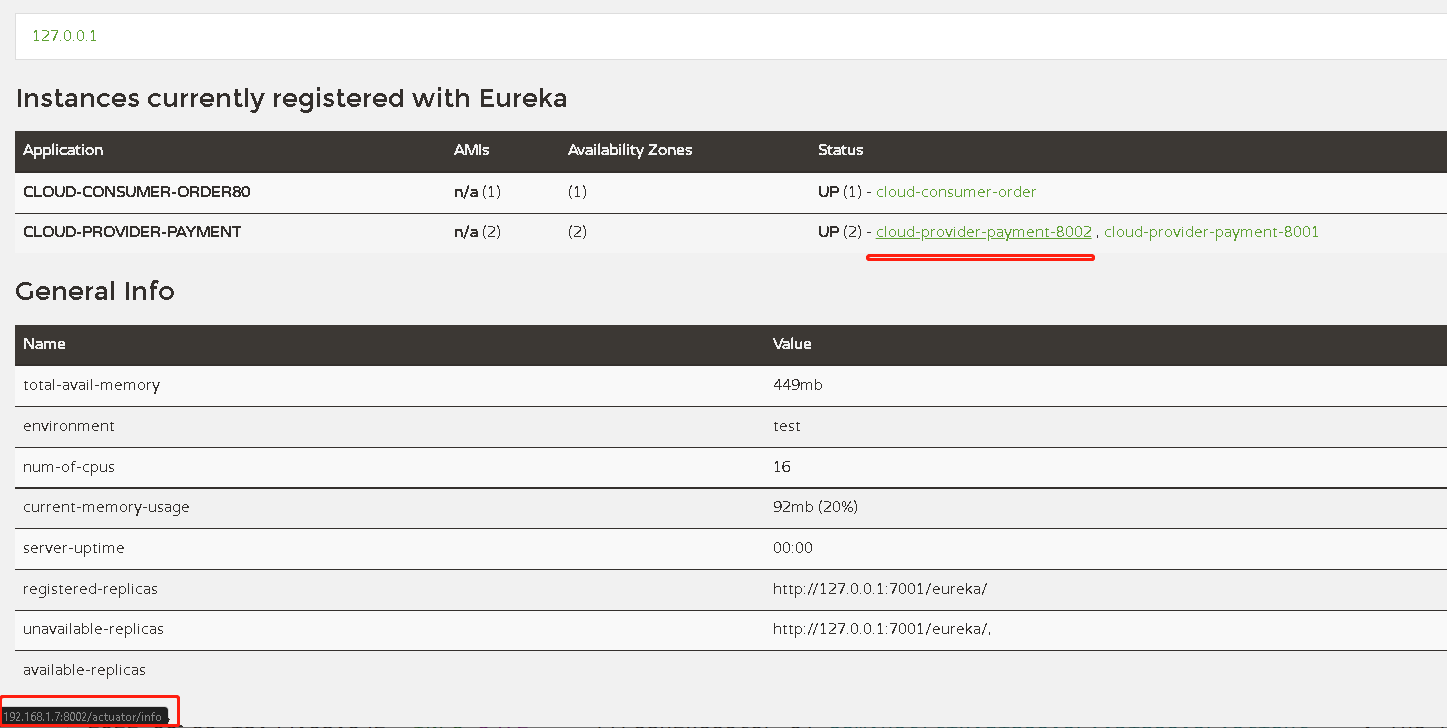 127.0.0.1
Instances currently registered with Eureka
Application AMIs Availability Zones Status
CLOUD-CONSUMER-ORDER80 n/a (1) (1) UP (1) - cloud-consumer-order
CLOUD-PROVIDER-PAYMENT n/a (2) (2) UP (2) - cloud-provider-payment-8002 , cloud-provider-payment-8001
General Info
Name Value
total-avail-memory 449mb
environment test
num-of-cpus 16
current-memory-usage 92mb (20%)
server-uptime 00:00
registered-replicas http://127.0.0.1:7001/eureka/
unavailable-replicas http://127.0.0.1:7001/eureka/,
available-replicas
192.168.1.7:8002/actuator/info